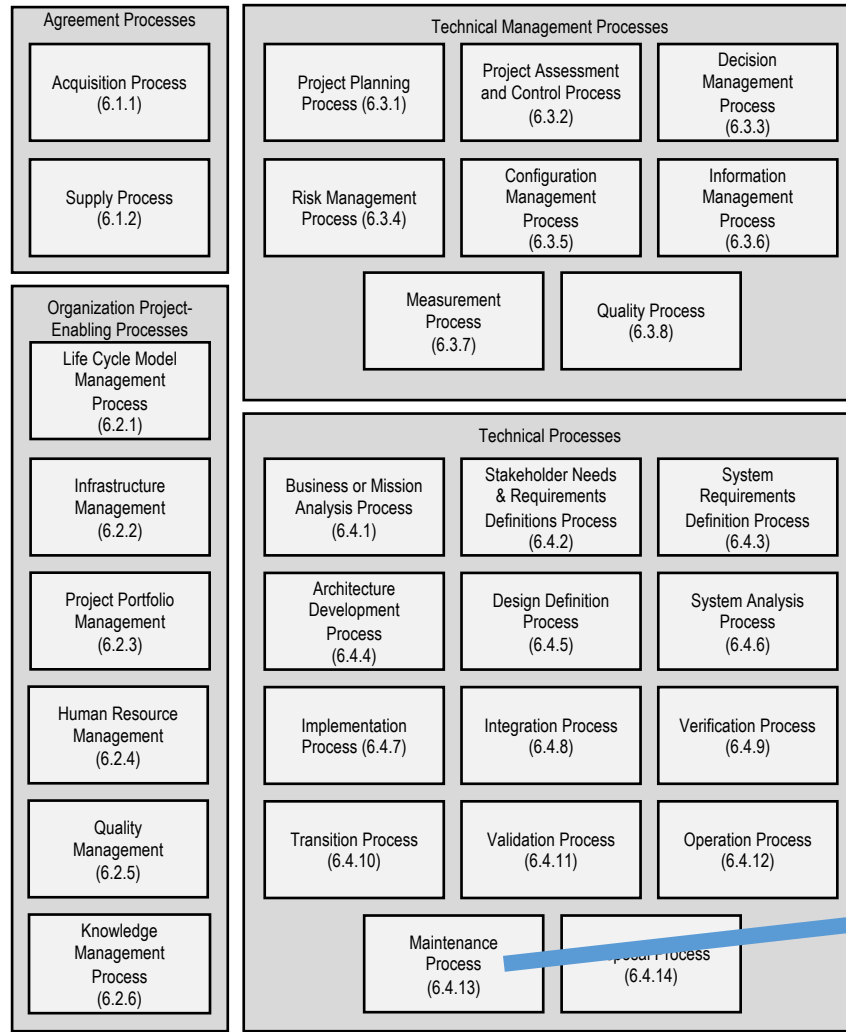 Agreement Processes
Acquisition Process
(6.1.1)
Supply Process
(6.1.2)
Organization Project-
Enabling Processes
Life Cycle Model
Management
Process
(6.2.1)
Infrastructure
Management
(6.2.2)
Project Portfolio
Management
(6.2.3)
Human Resource
Management
(6.2.4)
Quality
Management
(6.2.5)
Knowledge
Management
Process
(6.2.6)
Technical Management Processes
Project Planning
Process (6.3.1)
Project Assessment
and Control Process
(6.3.2)
Decision
Management
Process
(6.3.3)
Risk Management
Process (6.3.4)
Configuration
Management
Process
(6.3.5)
Information
Management
Process
(6.3.6)
Measurement
Process
(6.3.7)
Quality Process
(6.3.8)
Technical Processes
Business or Mission
Analysis Process
(6.4.1)
Stakeholder Needs
& Requirements
Definitions Process
(6.4.2)
System
Requirements
Definition Process
(6.4.3)
Architecture
Development
Process
(6.4.4)
Design Definition
Process
(6.4.5)
System Analysis
Process
(6.4.6)
Implementation
Process (6.4.7)
Integration Process
(6.4.8)
Verification Process
(6.4.9)
Transition Process
(6.4.10)
Validation Process
(6.4.11)
Operation Process
(6.4.12)
Maintenance
Process
(6.4.13)
Process
(6.4.14)